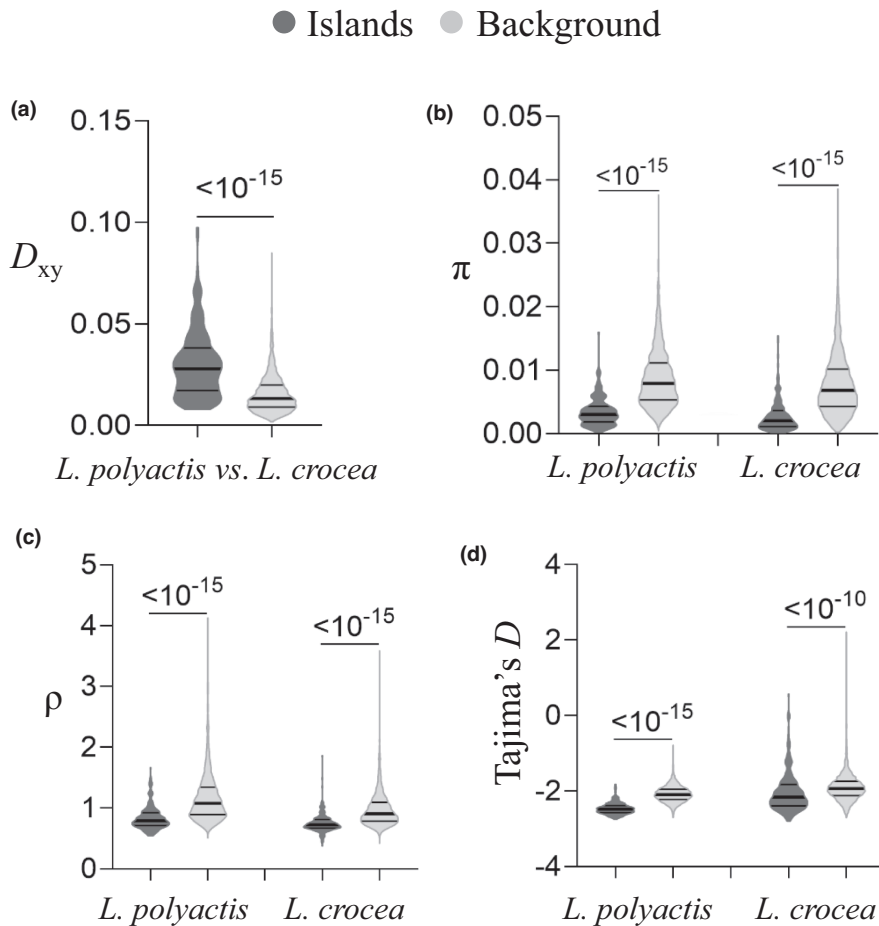 Islands Background
(a)
0.15
0.10
0.05
0.00
Dxy
<10-15
L. polyactis vs. L. crocea
(b)
0.05
0.04
0.03
0.02
0.01
0.00
π
<10-15
<10-15
L. polyactis
L. crocea
(c)
5
4
3
2
1
0
ρ
<10-15
<10-15
L. polyactis
L. crocea
(d)
4
2
0
-2
-4
Tajima's D
<10-15
<10-10
L. polyactis
L. crocea